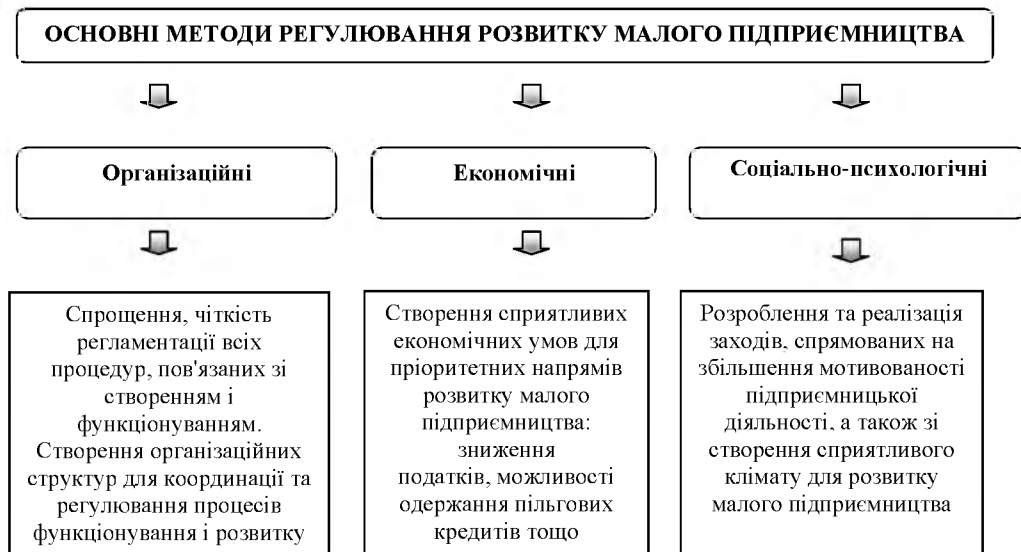 ОСНОВНІ МЕТОДИ РЕГУЛЮВАННЯ РОЗВИТКУ МАЛОГО ПІДПРИЄМНИЦТВА
Організаційні
Економічні
Соціально-психологічні
Спрощення, чіткість
регламентації всіх
процедур, пов'язаних зі
створенням і
функціонуванням.
Створення організаційних
структур для координації та
регулювання процесів
функціонування і розвитку
Створення сприятливих
економічних умов для
пріоритетних напрямів
розвитку малого
підприємництва:
зниження
податків, можливості
одержання пільгових
кредитів тощо
Розроблення та реалізація
заходів, спрямованих на
збільшення мотивованості
підприємницької
діяльності, а також зі
створення сприятливого
клімату для розвитку
малого підприємництва